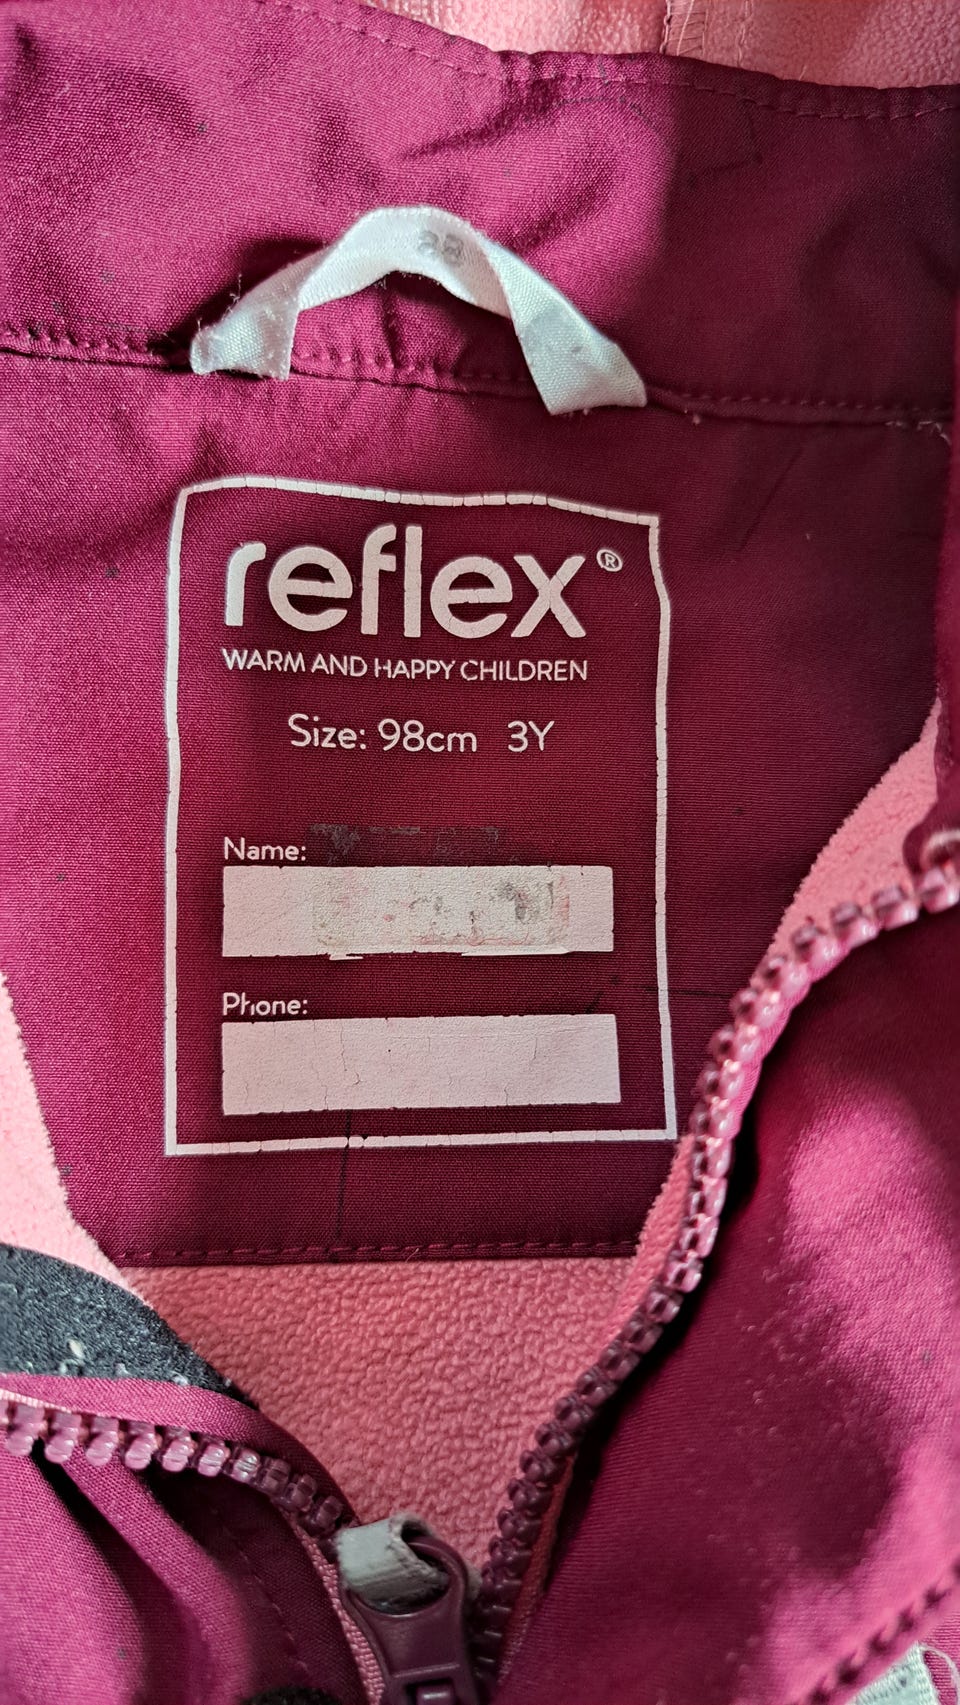 reflex®
WARM AND HAPPY CHILDREN
Size: 98cm 3Y
Name:
Phone: